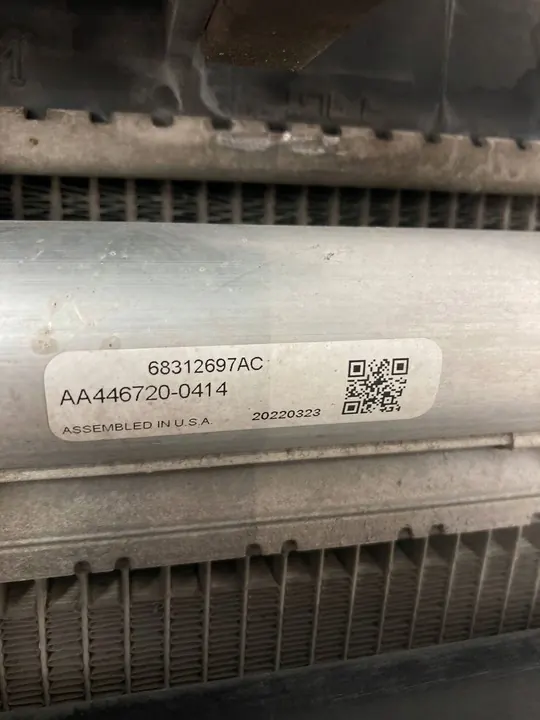 68312697AC
AA446720-0414
ASSEMBLED IN U.S.A.
20220323